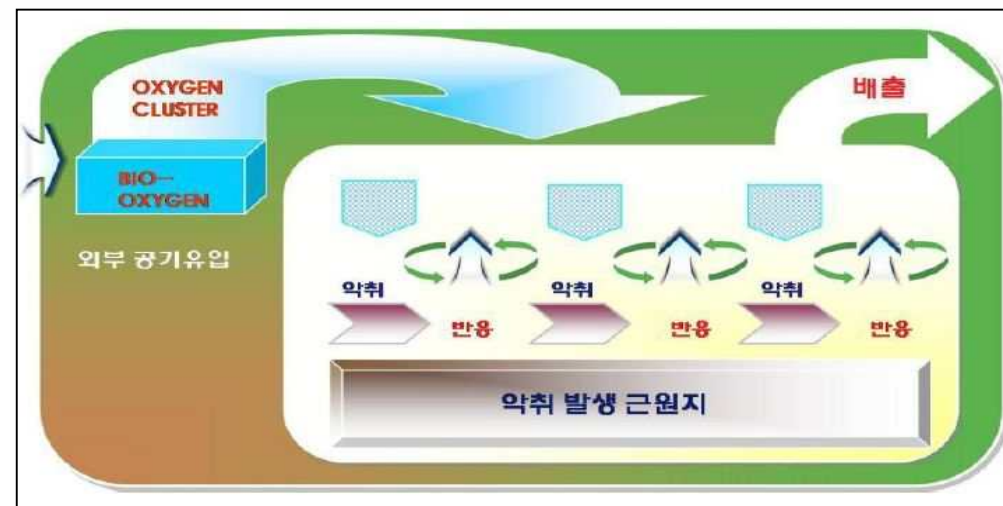 OXYGEN
CLUSTER
배출
BIO-
OXYGEN
외부 공기유입
악취 악취 악취
반응 반응 반응
악취 발생 근원지